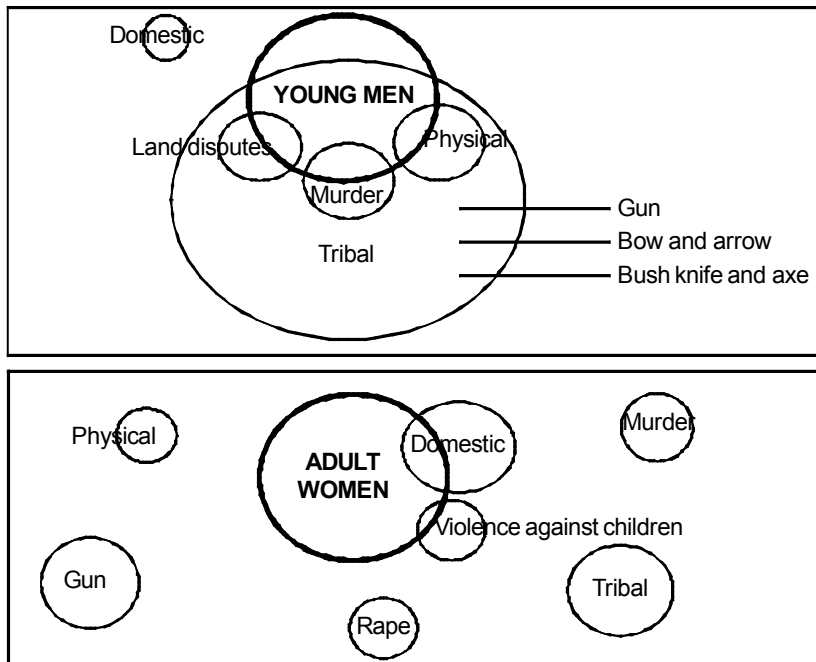 Domestic
YOUNG MEN
Land disputes
Physical
Murder
Gun
Tribal
Bow and arrow
Bush knife and axe
Physical
ADULT
WOMEN
Domestic
Murder
Violence against children
Gun
Tribal
Rape